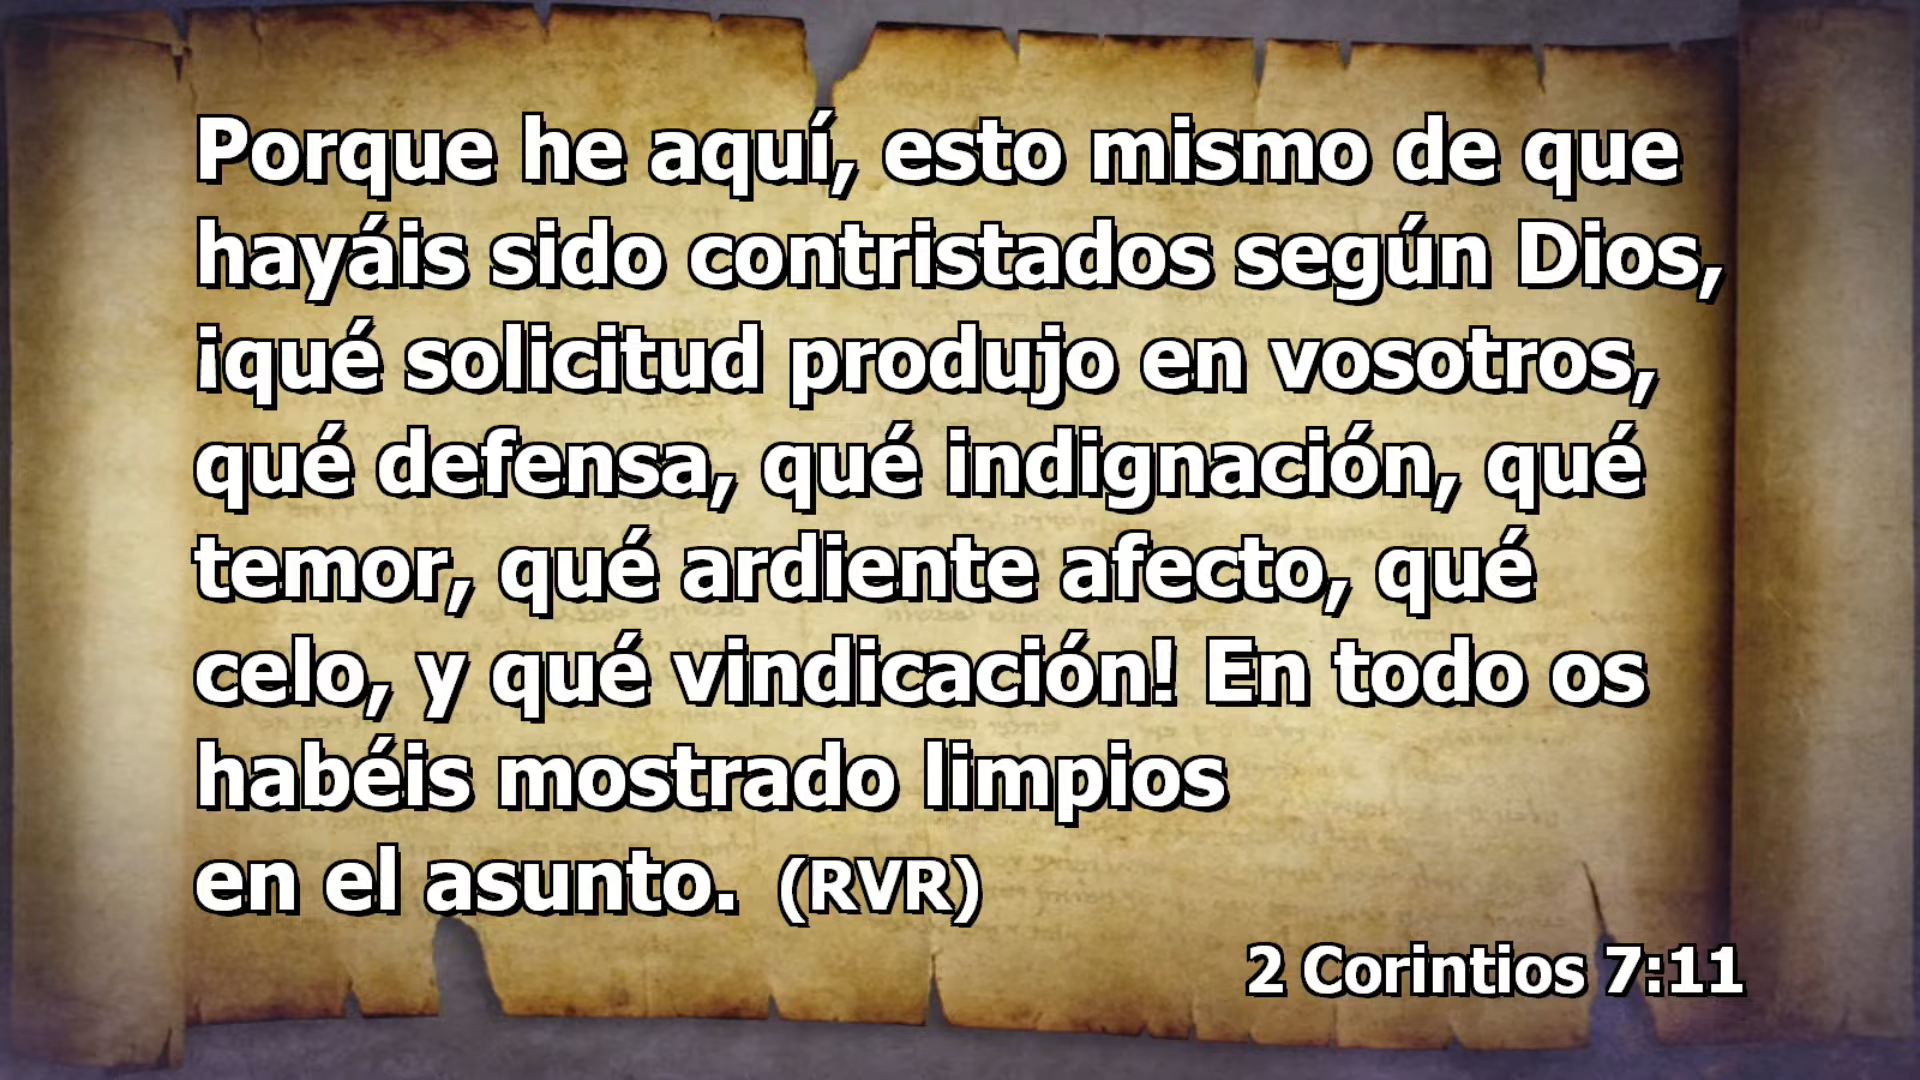 Porque he aquí, esto mismo de que
hayáis sido contristados según Dios,
¡qué solicitud produjo en vosotros,
qué defensa, qué indignación, qué
temor, qué ardiente afecto, qué
celo, y qué vindicación! En todo os
habéis mostrado limpios
en el asunto. (RVR)
2 Corintios 7:11